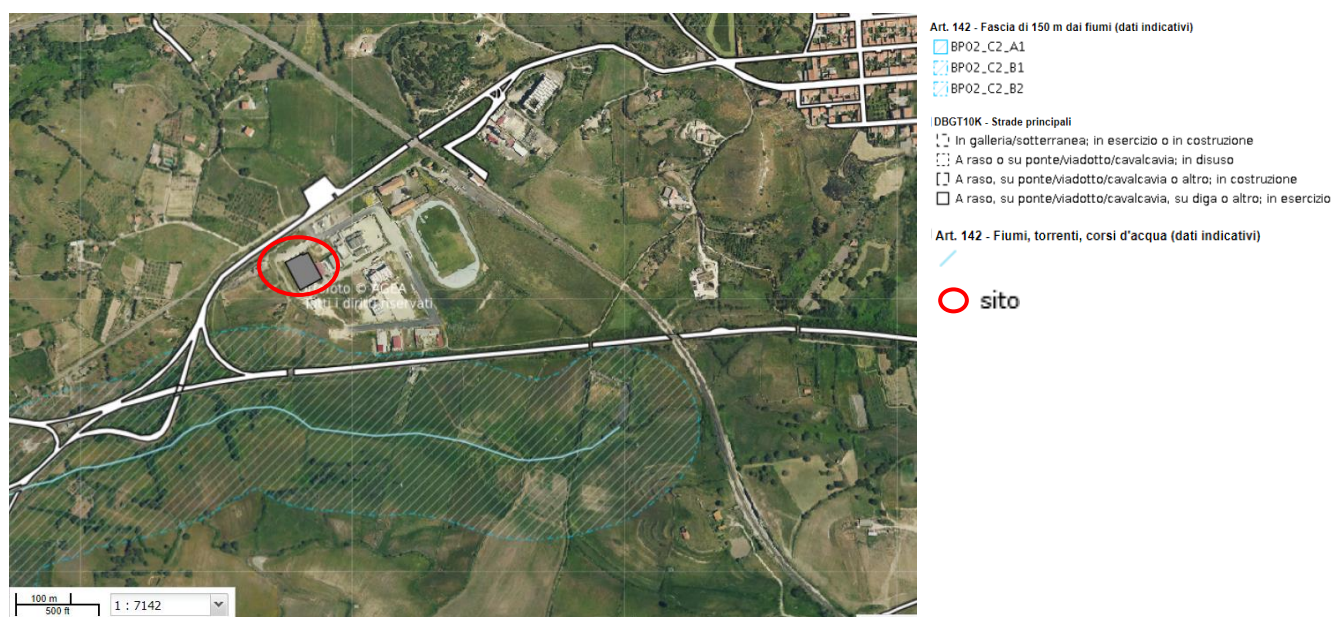 Art. 142 - Fascia di 150 m dai fiumi (dati indicativi)
BP02_C2_A1
BP02_C2_B1
BP02_C2_B2
DBGT10K - Strade principali
In galleria/sotterranea; in esercizio o in costruzione
A raso o su ponte/viadotto/cavalcavia; in disuso
A raso, su ponte/viadotto/cavalcavia o altro; in costruzione
A raso, su ponte/viadotto/cavalcavia, su diga o altro; in esercizio
Art. 142 - Fiumi, torrenti, corsi d'acqua (dati indicativi)
sito
© AGEA
diritti riservati
100 m
500 ft
1 : 7142